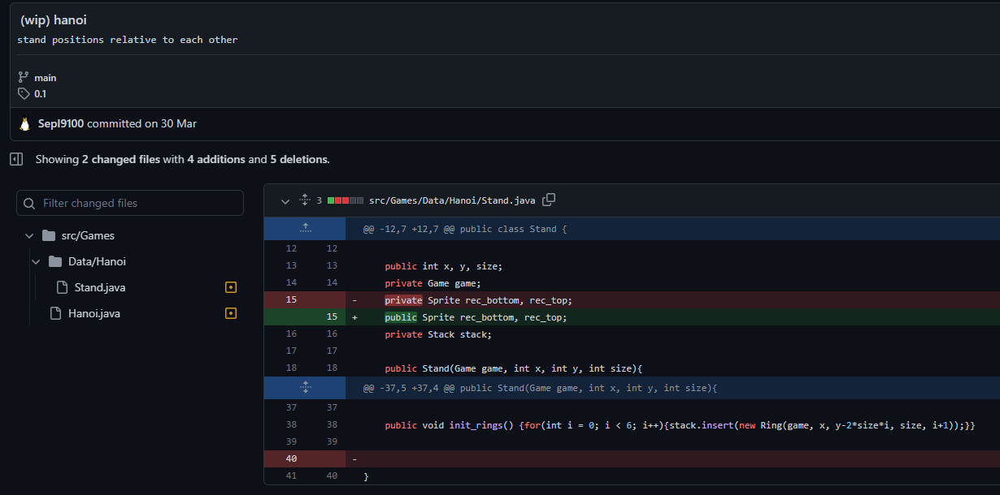 (wip) hanoi
stand positions relative to each other
main
0.1
Sepl9100 committed on 30 Mar
Showing 2 changed files with 4 additions and 5 deletions.
Filter changed files
src/Games
Data/Hanoi
Stand.java
Hanoi.java
3 src/Games/Data/Hanoi/Stand.java
@@ -12,7 +12,7 @@ public class Stand {
12 12
13 13 public int x, y, size;
14 14 private Game game;
15 - private Sprite rec_bottom, rec_top;
15 + public Sprite rec_bottom, rec_top;
16 16 private Stack stack;
17 17
18 18 public Stand(Game game, int x, int y, int size){
@@ -37,5 +37,4 @@ public Stand(Game game, int x, int y, int size){
37 37
38 38 public void init_rings() {for(int i = 0; i < 6; i++){stack.insert(new Ring(game, x, y-2*size*i, size, i+1));}}
39 39
40 -
41 40 }